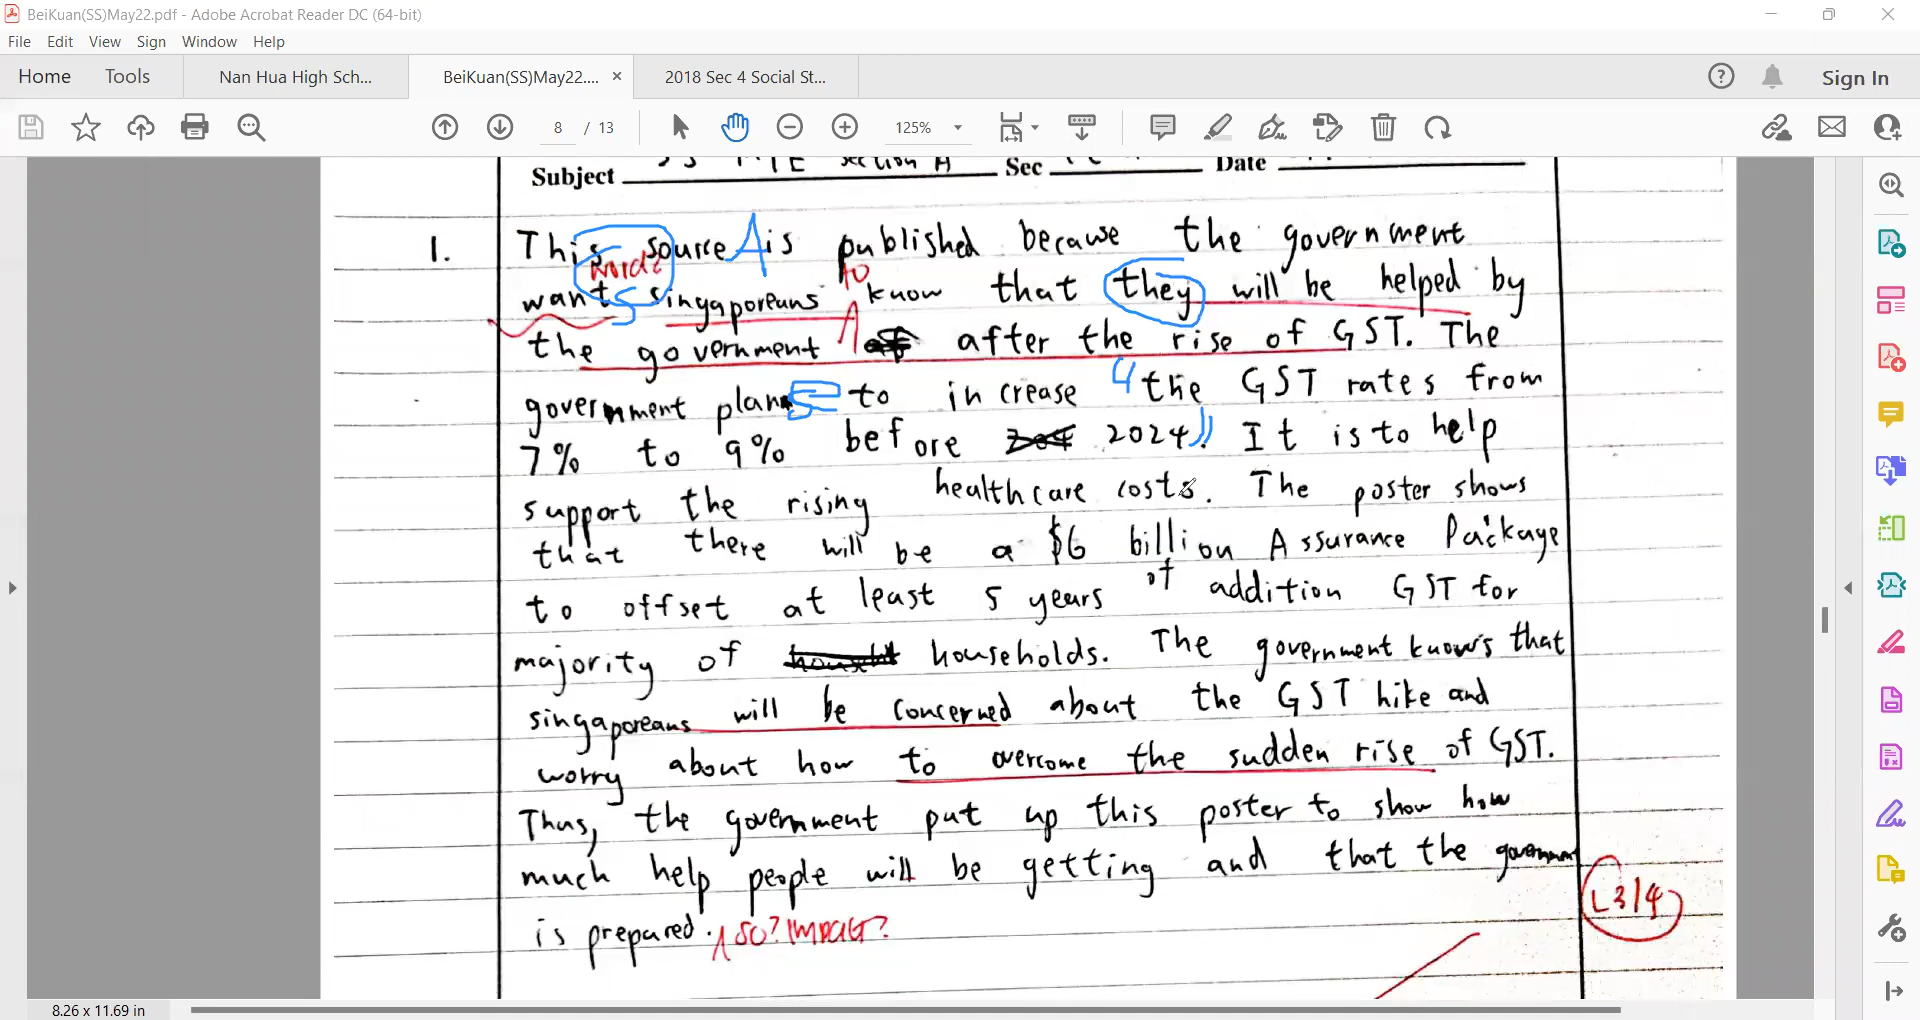 BeiKuan(SS)May22.pdf - Adobe Acrobat Reader DC (64-bit)
File Edit View Sign Window Help
Home Tools Nan Hua High Sch... BeiKuan(SS)May22.... × 2018 Sec 4 Social St... Sign In
8 / 13 125%
Subject Section A Sec Date
1. This source A is published because the government
words?
to
wants singaporeans know that they will be helped by
the government after the rise of GST. The
government plans to increase the GST rates from
7% to 9% before 2024. It is to help
support the rising healthcare costs. The poster shows
that there will be a $6 billion Assurance Package
to offset at least 5 years of addition GST for
majority of households. The government knows that
singaporeans will be concerned about the GST hike and
worry about how to overcome the sudden rise of GST.
Thus, the government put up this poster to show how
much help people will be getting and that the government
is prepared. SO? IMPACT?
L3/4
8.26 x 11.69 in